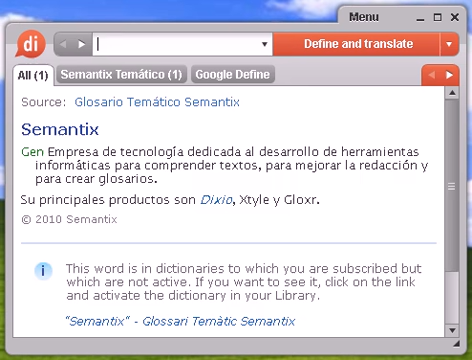 Menu
di
Define and translate
All (1) Semantix Temático (1) Google Define
Source: Glosario Temático Semantix
Semantix
Gen Empresa de tecnología dedicada al desarrollo de herramientas
informáticas para comprender textos, para mejorar la redacción y
para crear glosarios.
Su principales productos son Dixio, Xtyle y Gloxr.
© 2010 Semantix
i
This word is in dictionaries to which you are subscribed but
which are not active. If you want to see it, click on the link
and activate the dictionary in your Library.
"Semantix" - Glossari Temàtic Semantix